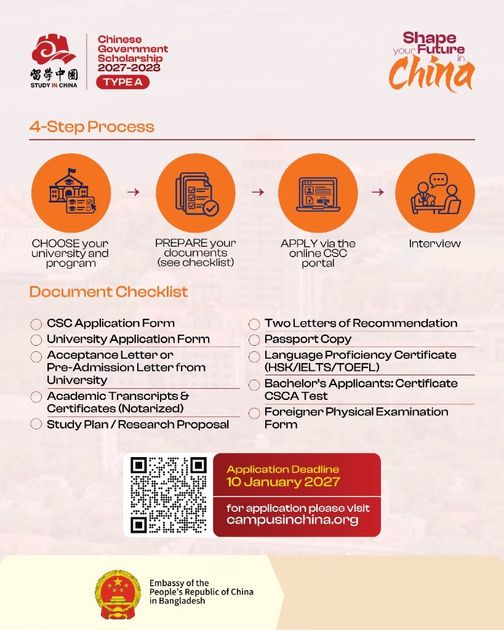 留学中国
STUDY IN CHINA
Chinese
Government
Scholarship
2027-2028
TYPE A
Shape
your Future
in
China
4-Step Process
CHOOSE your
university and
program
PREPARE your
documents
(see checklist)
APPLY via the
online CSC
portal
Interview
Document Checklist
CSC Application Form
University Application Form
Acceptance Letter or
Pre-Admission Letter from
University
Academic Transcripts &
Certificates (Notarized)
Study Plan / Research Proposal
Two Letters of Recommendation
Passport Copy
Language Proficiency Certificate
(HSK/IELTS/TOEFL)
Bachelor's Applicants: Certificate
CSCA Test
Foreigner Physical Examination
Form
Application Deadline
10 January 2027
for application please visit
campusinchina.org
Embassy of the
People's Republic of China
in Bangladesh